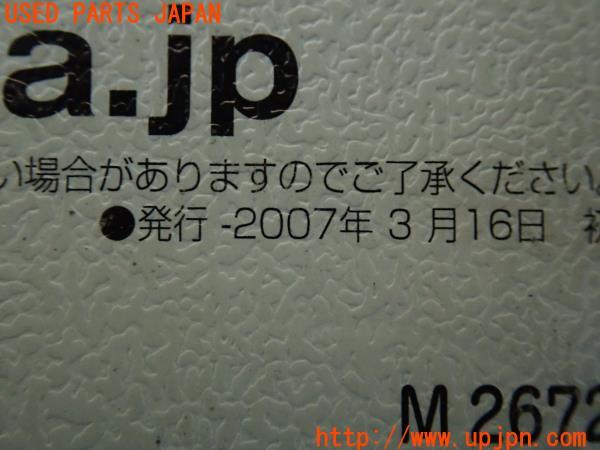 USED PARTS JAPAN
a.jp
い場合がありますのでご了承ください。
●発行 -2007年 3 月16日
M 2672
http://www.upjpn.com/